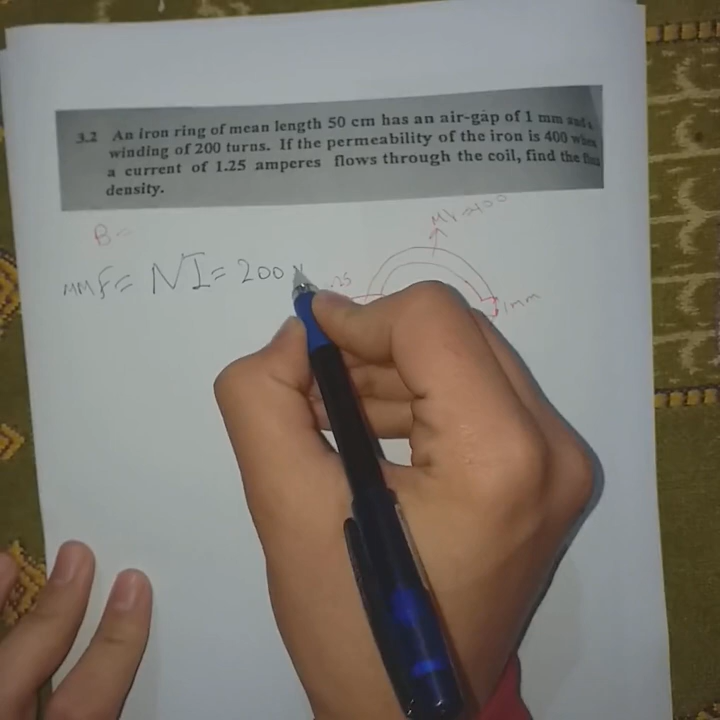 3.2 An iron ring of mean length 50 cm has an air-gap of 1 mm and a
winding of 200 turns. If the permeability of the iron is 400 when
a current of 1.25 amperes flows through the coil, find the flux
density.
B=
MMF= NI= 200 x
.25
Mr=400
1mm